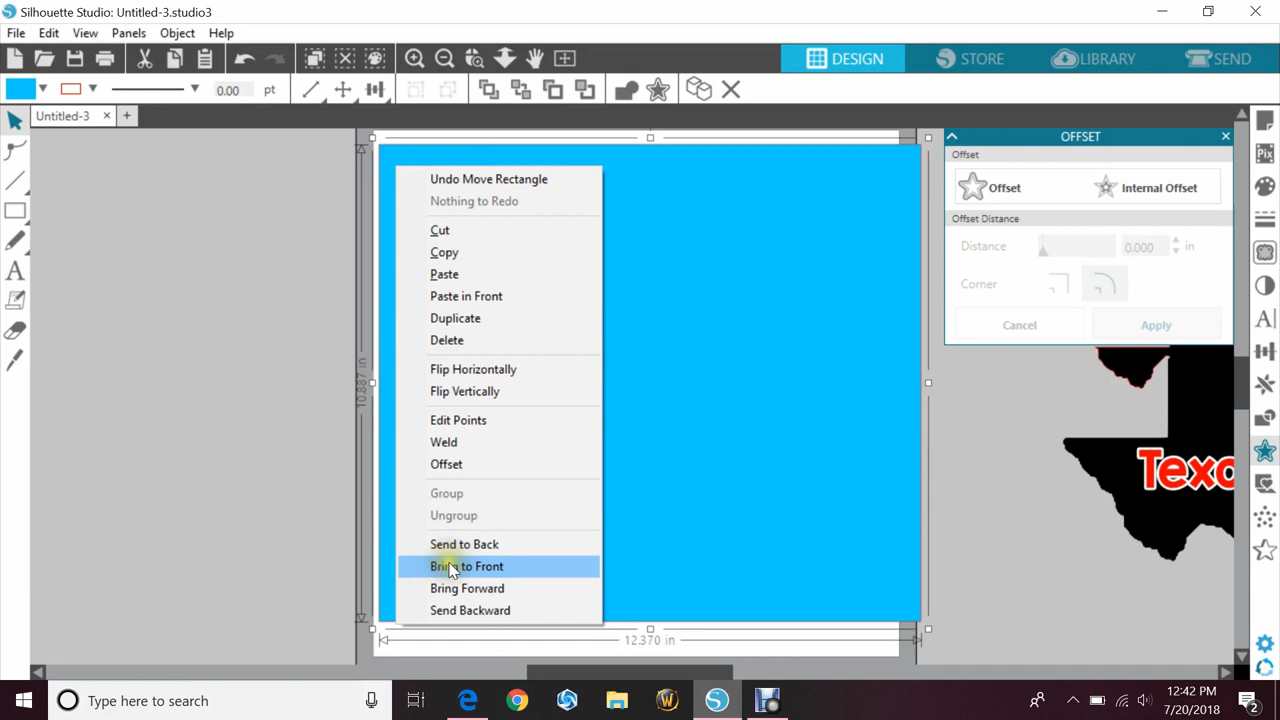 Silhouette Studio: Untitled-3.studio3
File Edit View Panels Object Help
DESIGN STORE LIBRARY SEND
0.00 pt
Untitled-3 × +
OFFSET
Offset
Offset Internal Offset
Offset Distance
Distance 0.000 in
Corner
Cancel Apply
Undo Move Rectangle
Nothing to Redo
Cut
Copy
Paste
Paste in Front
Duplicate
Delete
Flip Horizontally
Flip Vertically
Edit Points
Weld
Offset
Group
Ungroup
Send to Back
Bring to Front
Bring Forward
Send Backward
10.887 in
12.370 in
Type here to search
12:42 PM
7/20/2018
2